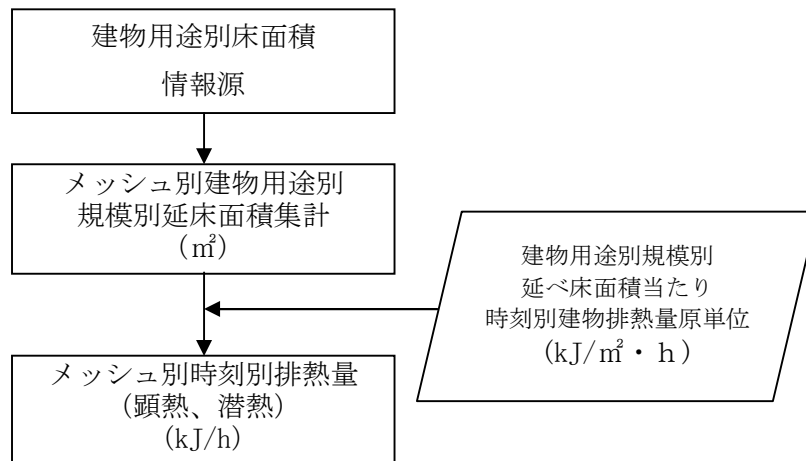 建物用途別床面積
情報源
メッシュ別建物用途別
規模別延床面積集計
(㎡)
建物用途別規模別
延べ床面積当たり
時刻別建物排熱量原単位
(kJ/㎡・ｈ)
メッシュ別時刻別排熱量
(顕熱、潜熱)
(kJ/h)